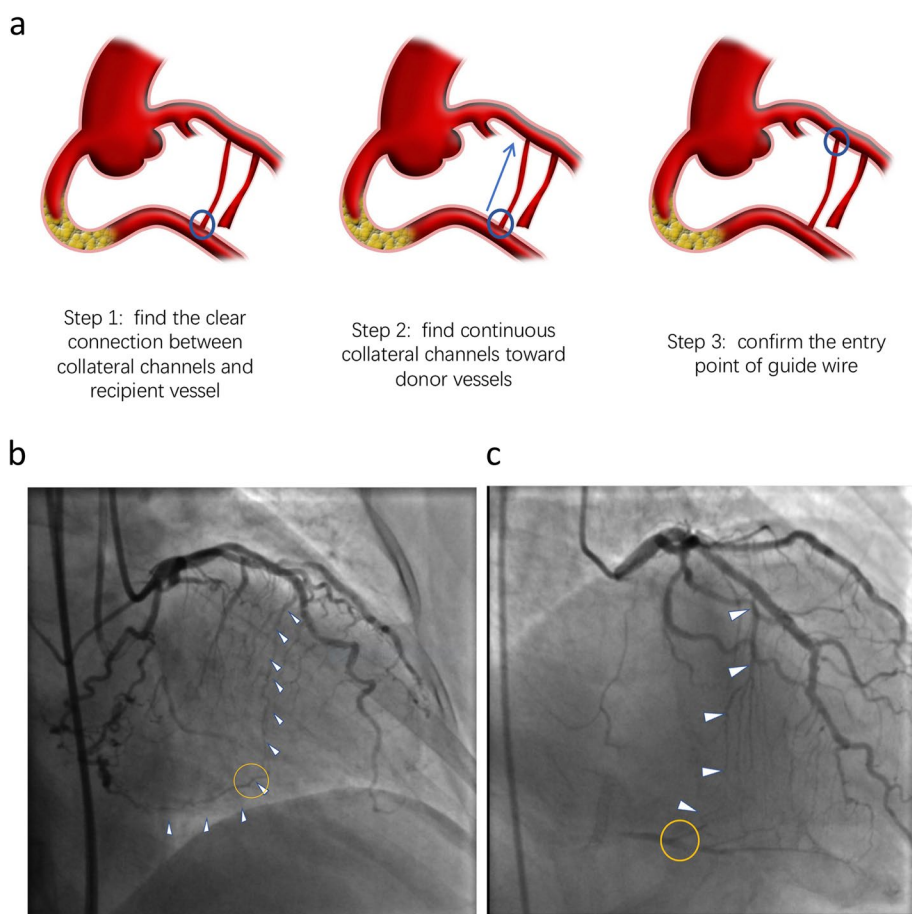 a
Step 1: find the clear
connection between
collateral channels and
recipient vessel
Step 2: find continuous
collateral channels toward
donor vessels
Step 3: confirm the entry
point of guide wire
b
c